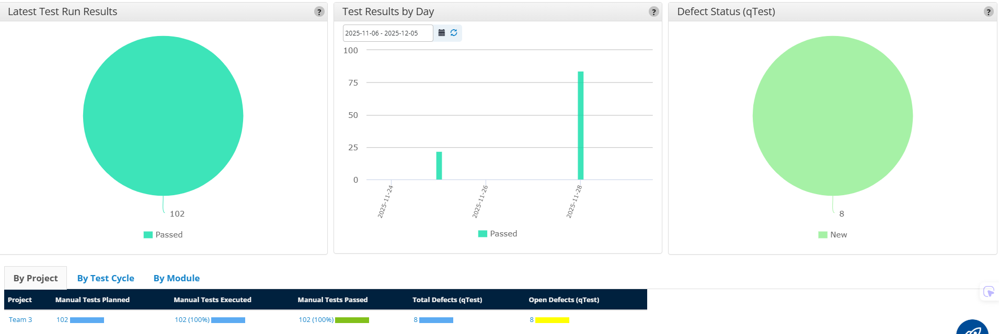 Latest Test Run Results
?
102
Passed
Test Results by Day
?
2025-11-06 - 2025-12-05
100
75
50
25
0
2025-11-24
2025-11-26
2025-11-28
Passed
Defect Status (qTest)
?
8
New
By Project By Test Cycle By Module
Project Manual Tests Planned Manual Tests Executed Manual Tests Passed Total Defects (qTest) Open Defects (qTest)
Team 3 102 102 (100%) 102 (100%) 8 8